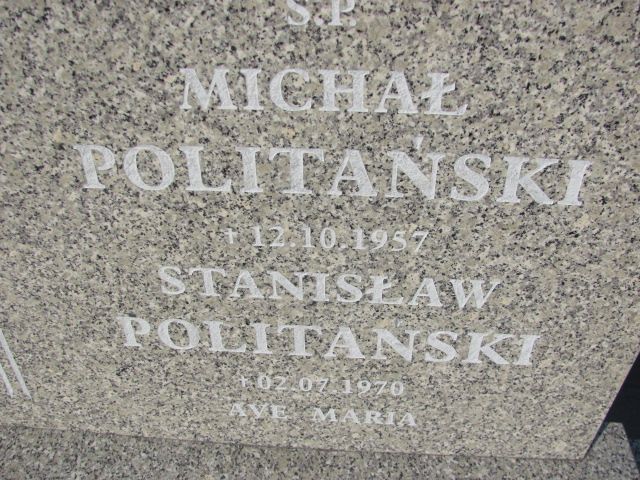 Ś.P.
MICHAŁ
POLITAŃSKI
+ 12.10.1957
STANISŁAW
POLITAŃSKI
+ 02.07.1970
AVE MARIA